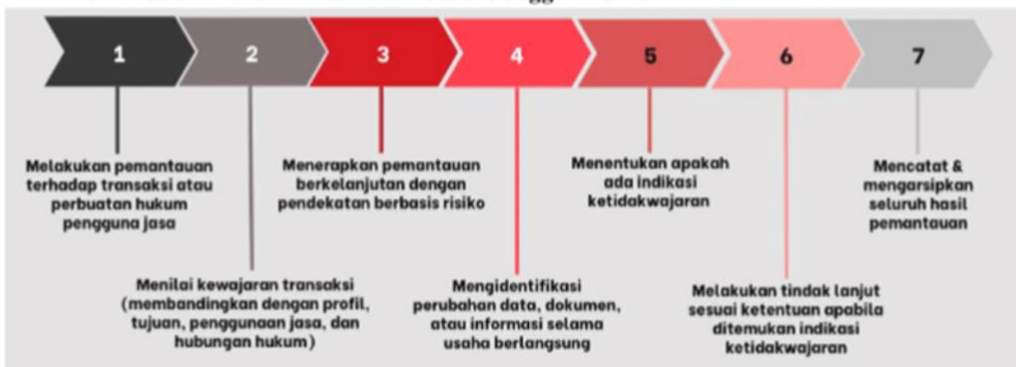 1
2
3
4
5
6
7
Melakukan pemantauan
terhadap transaksi atau
perbuatan hukum
pengguna jasa
Menilai kewajaran transaksi
(membandingkan dengan profil,
tujuan, penggunaan jasa, dan
hubungan hukum)
Menerapkan pemantauan
berkelanjutan dengan
pendekatan berbasis risiko
Mengidentifikasi
perubahan data, dokumen,
atau informasi selama
usaha berlangsung
Menentukan apakah
ada indikasi
ketidakwajaran
Melakukan tindak lanjut
sesuai ketentuan apabila
ditemukan indikasi
ketidakwajaran
Mencatat &
mengarsipkan
seluruh hasil
pemantauan